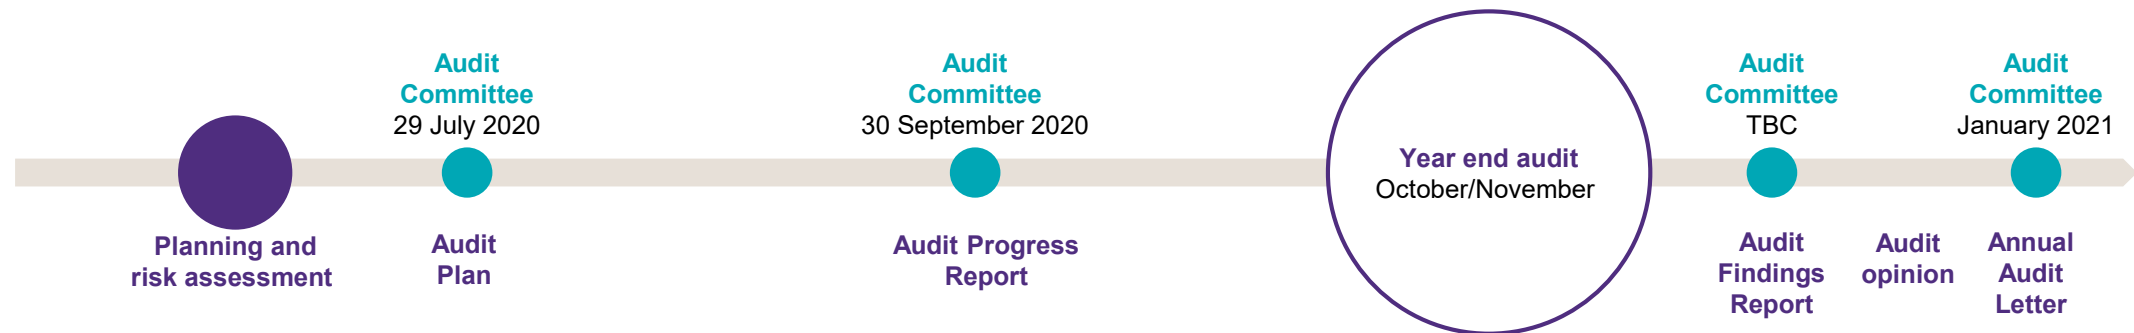 Planning and
risk assessment
Audit
Committee
29 July 2020
Audit
Plan
Audit
Committee
30 September 2020
Audit Progress
Report
Year end audit
October/November
Audit
Committee
TBC
Audit
Findings
Report
Audit
opinion
Audit
Committee
January 2021
Annual
Audit
Letter